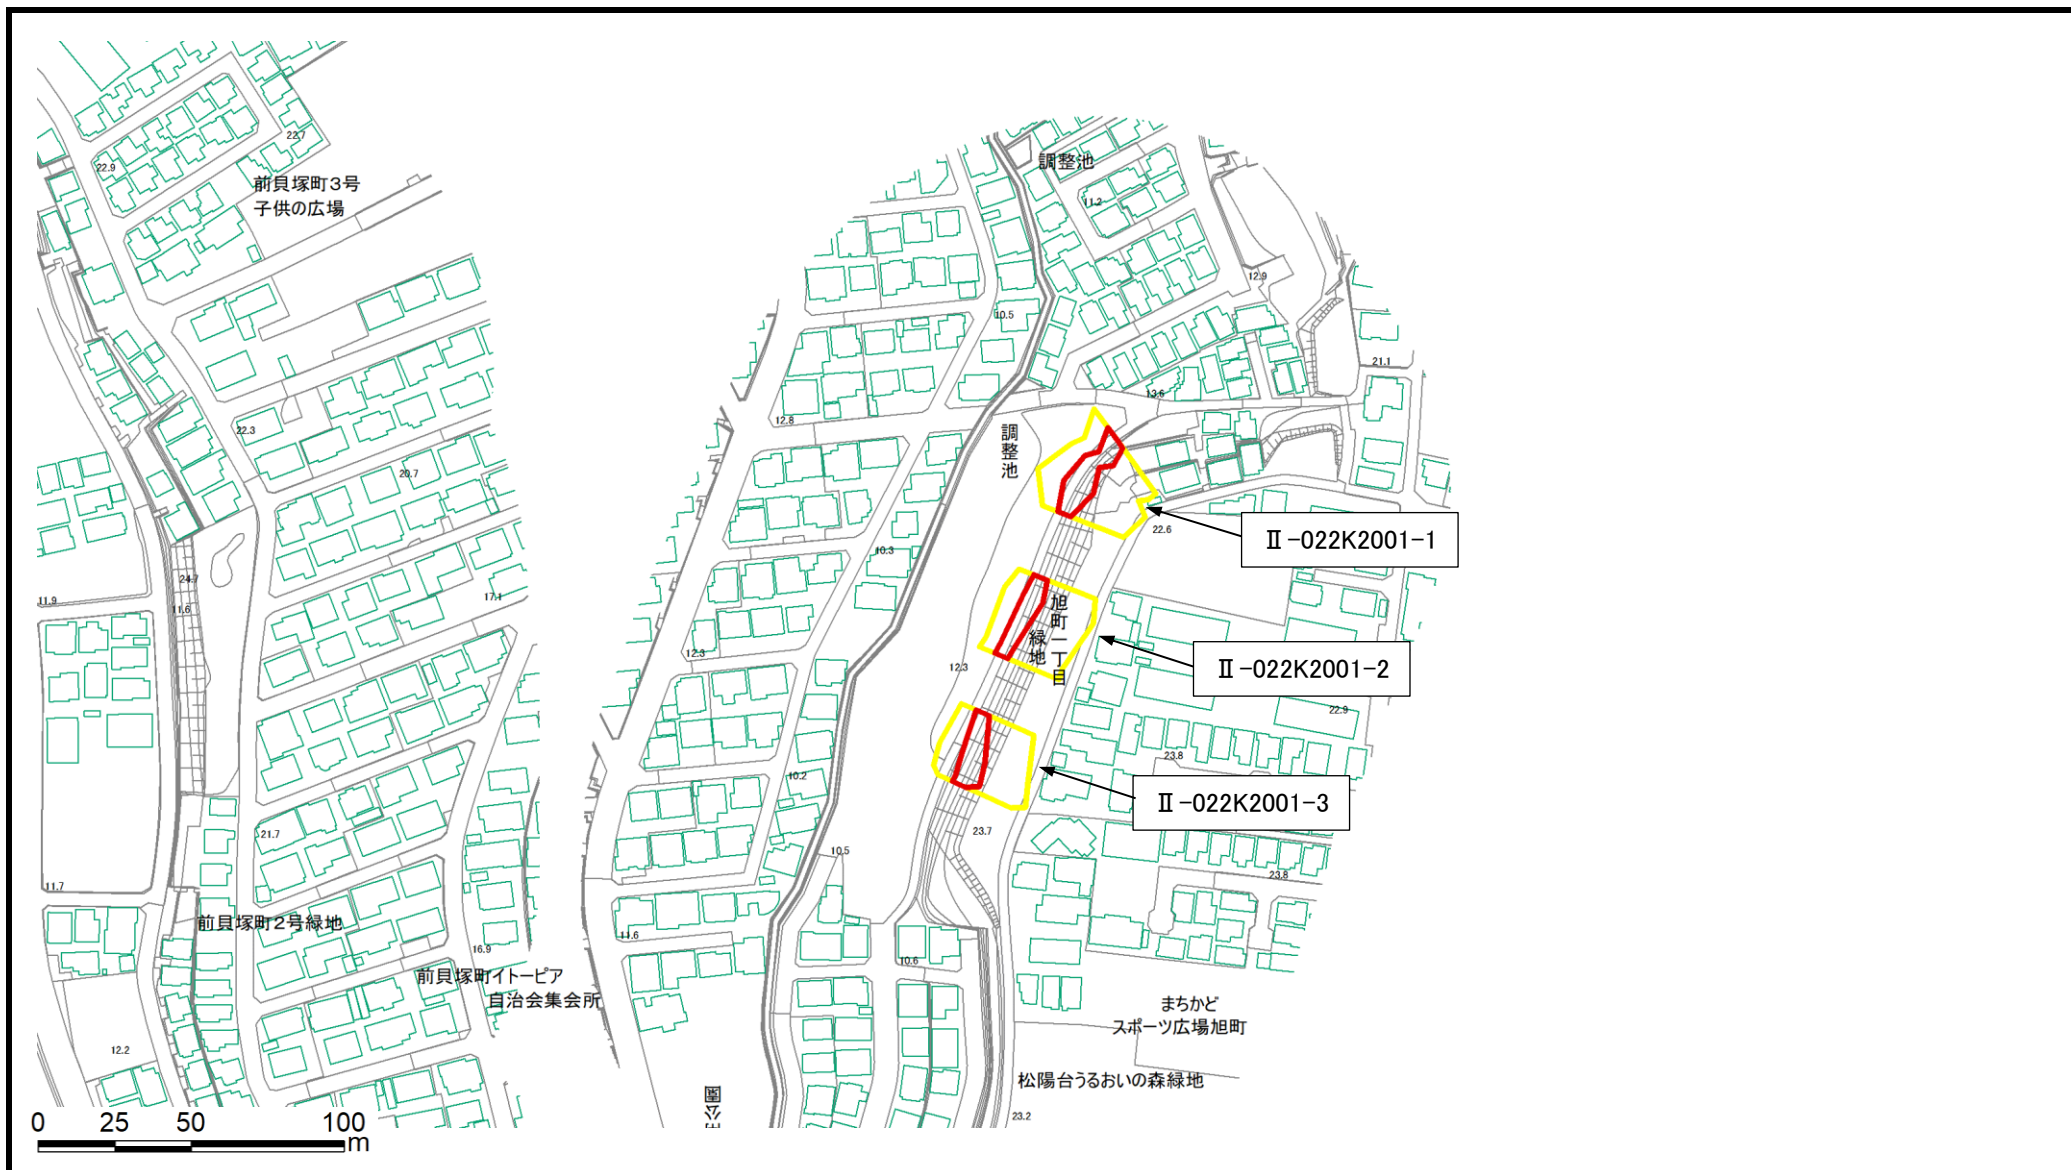 調整池
22.7
22.9
前貝塚町3号
子供の広場
11.2
12.9
10.5
21.1
13.6
12.8
22.3
調整池
20.7
22.6
Ⅱ-022K2001-1
10.3
24.7
11.6
11.9
17.1
旭町一丁目
緑地
12.3
12.3
Ⅱ-022K2001-2
22.9
23.8
10.2
Ⅱ-022K2001-3
21.7
23.7
10.5
23.8
11.7
前貝塚町2号緑地
11.6
16.9
10.6
前貝塚町イトーピア
自治会集会所
まちかど
スポーツ広場旭町
12.2
松陽台うるおいの森緑地
公園
23.2
0 25 50 100
m